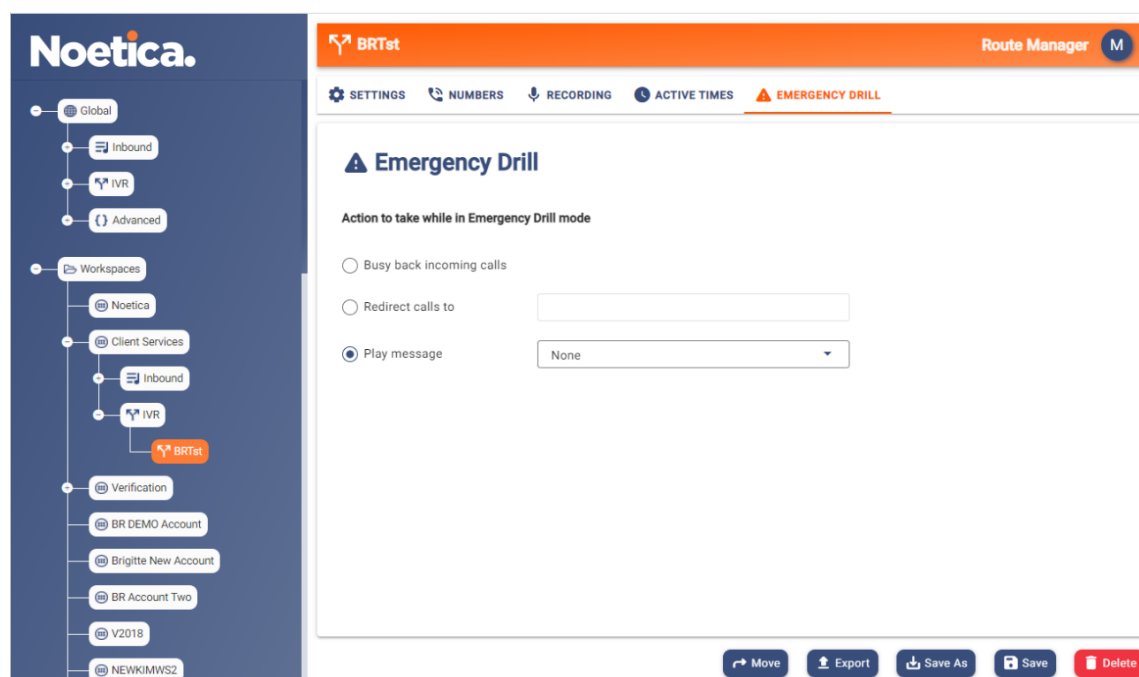 Noetica.
Global
Inbound
IVR
{} Advanced
Workspaces
Noetica
Client Services
Inbound
IVR
BRTst
Verification
BR DEMO Account
Brigitte New Account
BR Account Two
V2018
NEWKIMWS2
BRTst
Route Manager M
SETTINGS NUMBERS RECORDING ACTIVE TIMES EMERGENCY DRILL
Emergency Drill
Action to take while in Emergency Drill mode
Busy back incoming calls
Redirect calls to
Play message None
Move Export Save As Save Delete